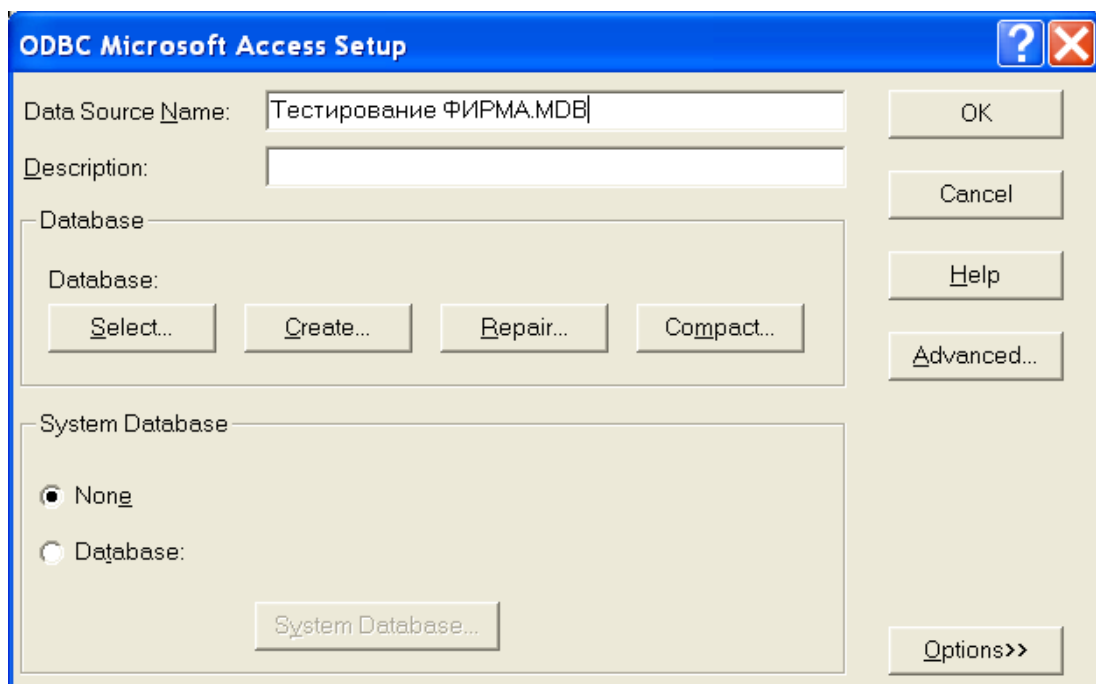 ODBC Microsoft Access Setup
Data Source Name: Тестирование ФИРМА.MDB OK
Description:
Cancel
Database
Database:
Help
Select... Create... Repair... Compact...
Advanced...
System Database
None
Database:
System Database...
Options>>